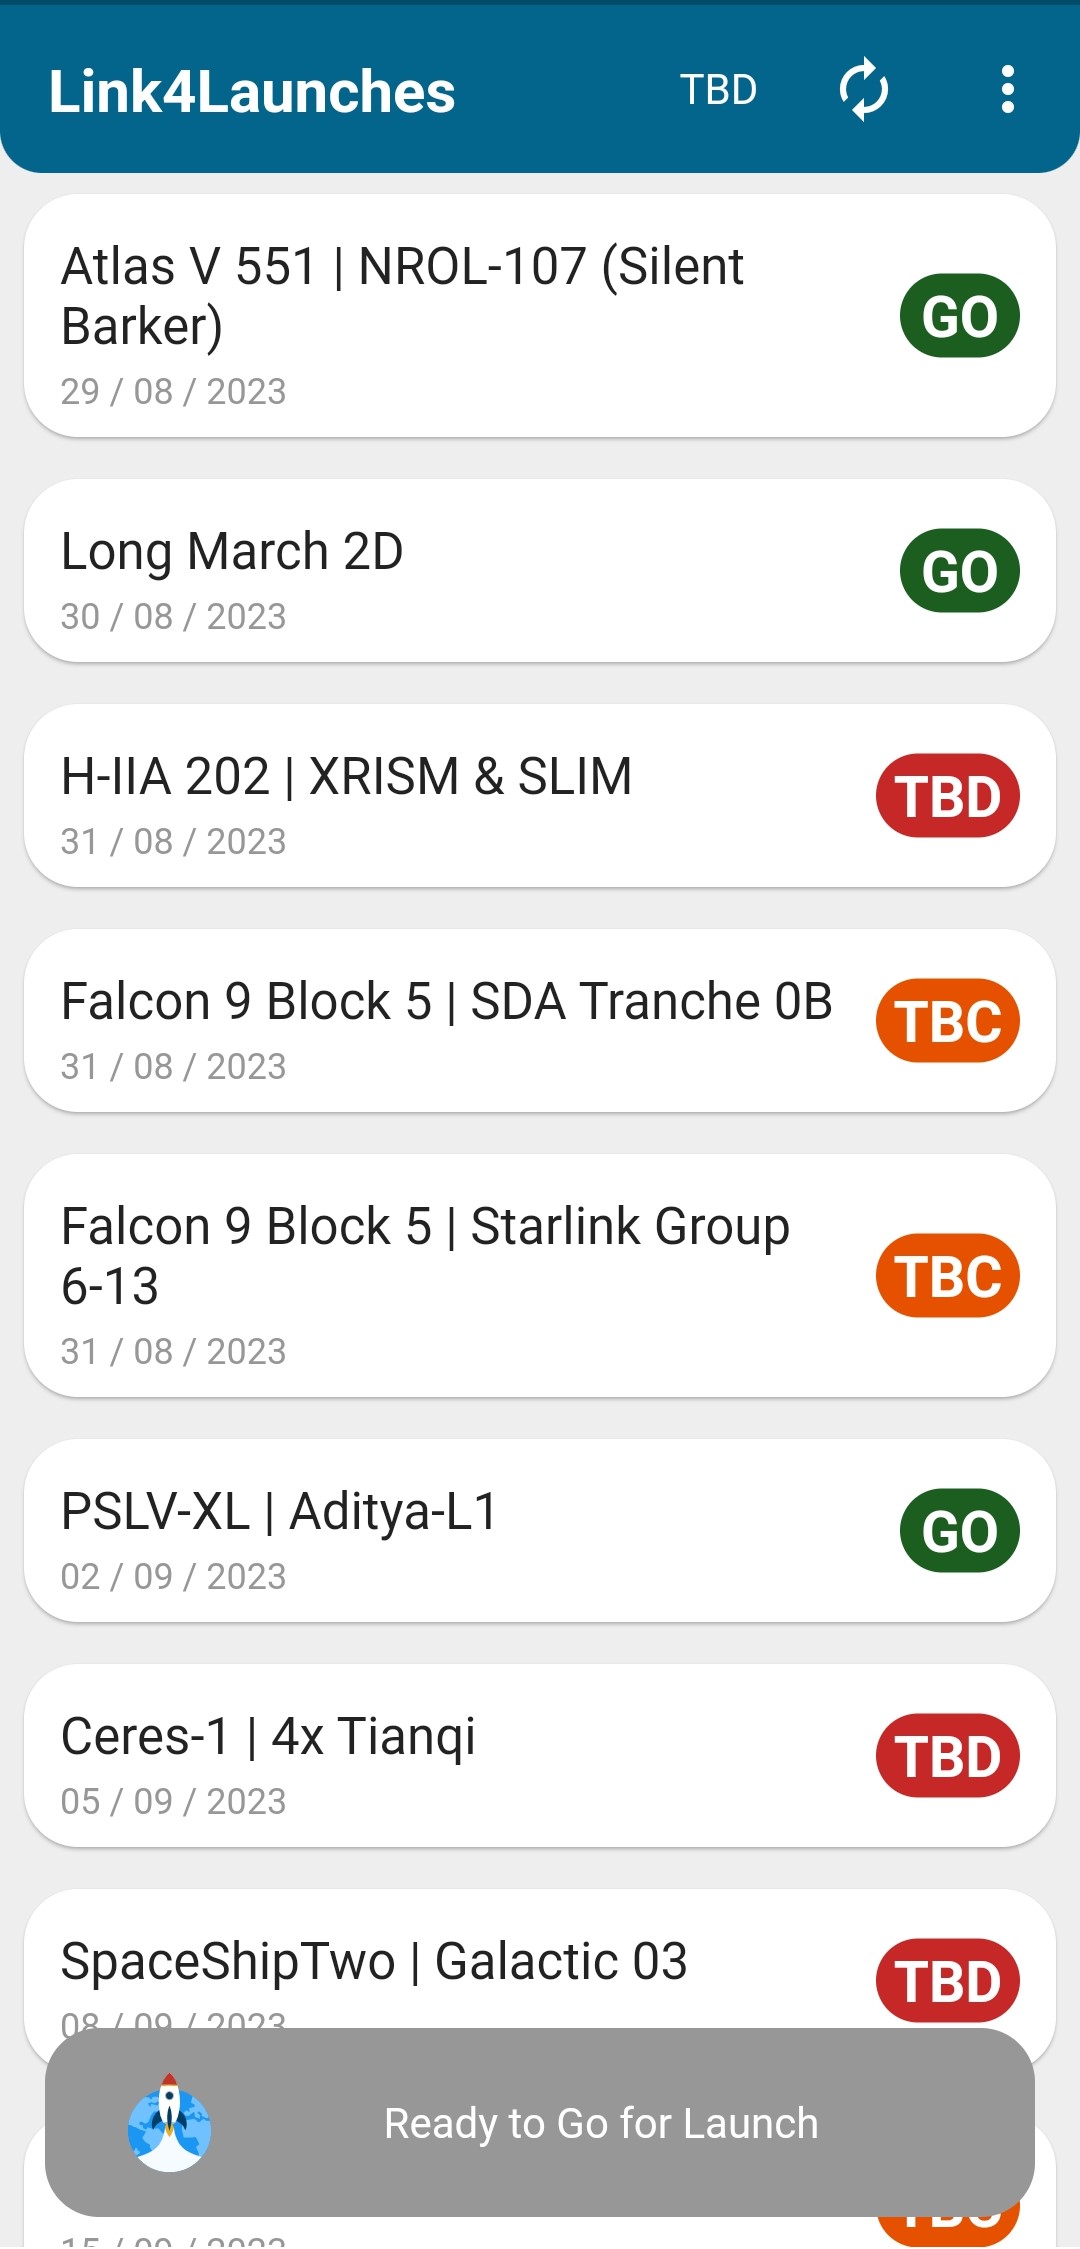 Link4Launches TBD
Atlas V 551 | NROL-107 (Silent
Barker)
GO
29 / 08 / 2023
Long March 2D
GO
30 / 08 / 2023
H-IIA 202 | XRISM & SLIM
TBD
31 / 08 / 2023
Falcon 9 Block 5 | SDA Tranche 0B
TBC
31 / 08 / 2023
Falcon 9 Block 5 | Starlink Group
6-13
TBC
31 / 08 / 2023
PSLV-XL | Aditya-L1
GO
02 / 09 / 2023
Ceres-1 | 4x Tianqi
TBD
05 / 09 / 2023
SpaceShipTwo | Galactic 03
TBD
08 / 09 / 2023
Ready to Go for Launch